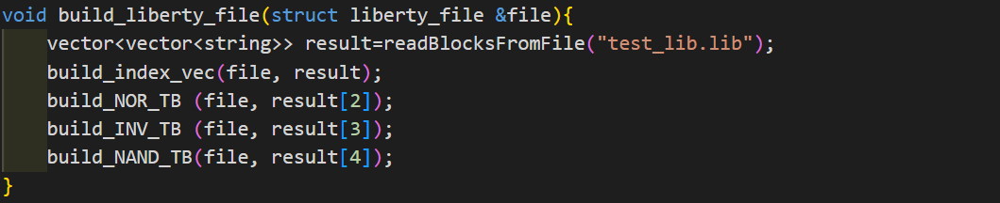 void build_liberty_file(struct liberty_file &file){
    vector<vector<string>> result=readBlocksFromFile("test_lib.lib");
    build_index_vec(file, result);
    build_NOR_TB (file, result[2]);
    build_INV_TB (file, result[3]);
    build_NAND_TB(file, result[4]);
}